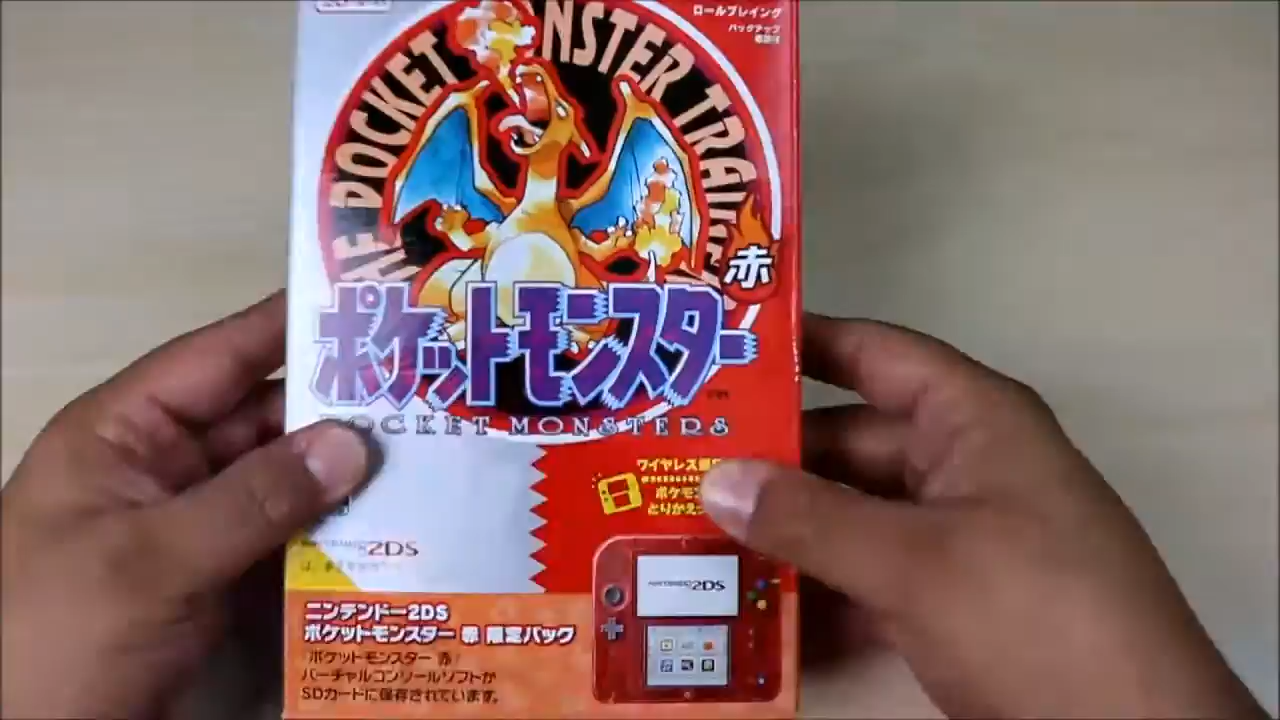 ロールプレイング
POCKET MONSTER TRAINER
赤
ポケットモンスター
POCKET MONSTERS
ワイヤレス
ポケモン
とりかえ
2DS
NINTENDO 2DS
ニンテンドー2DS
ポケットモンスター 赤 限定パック
「ポケットモンスター 赤」
バーチャルコンソールソフトが
SDカードに保存されています。